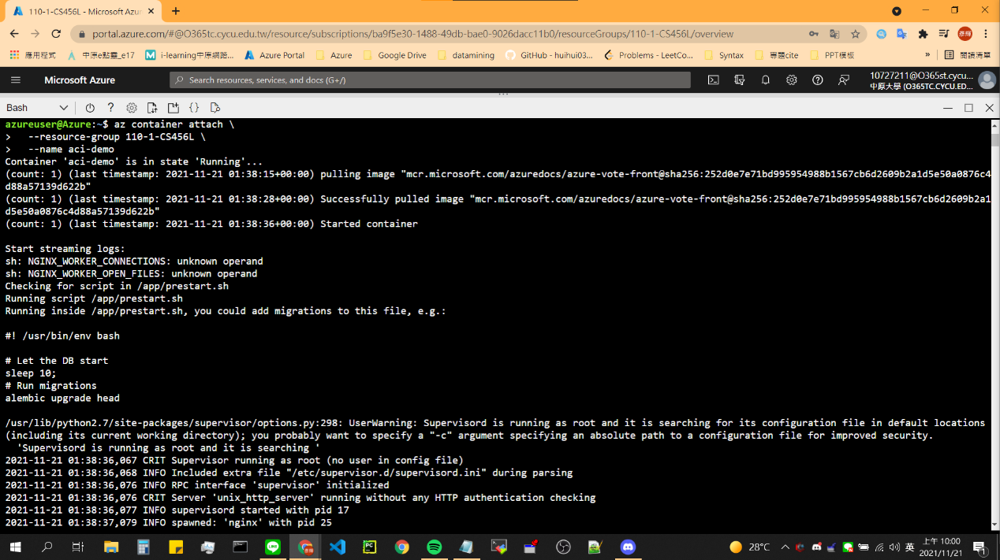 110-1-CS456L - Microsoft Azur
portal.azure.com/#@O365tc.cycu.edu.tw/resource/subscriptions/ba9f5e30-1488-49db-bae0-9026dacc11b0/resourceGroups/110-1-CS456L/overview
應用程式 中原e點靈_e17 i-learning中原網路... Azure Portal Azure Google Drive datamining GitHub - huihui03... Problems - LeetCo... Syntax 專題cite PPT模板 » 閱讀清單
Microsoft Azure Search resources, services, and docs (G+/) 10727211@O365st.cycu...
中原大學 (O365TC.CYCU.ED...
Bash
azureuser@Azure:~$ az container attach \
>   --resource-group 110-1-CS456L \
>   --name aci-demo
Container 'aci-demo' is in state 'Running'...
(count: 1) (last timestamp: 2021-11-21 01:38:15+00:00) pulling image "mcr.microsoft.com/azuredocs/azure-vote-front@sha256:252d0e7e71bd995954988b1567cb6d2609b2a1d5e50a0876c4
d88a57139d622b"
(count: 1) (last timestamp: 2021-11-21 01:38:28+00:00) Successfully pulled image "mcr.microsoft.com/azuredocs/azure-vote-front@sha256:252d0e7e71bd995954988b1567cb6d2609b2a1
d5e50a0876c4d88a57139d622b"
(count: 1) (last timestamp: 2021-11-21 01:38:36+00:00) Started container
Start streaming logs:
sh: NGINX_WORKER_CONNECTIONS: unknown operand
sh: NGINX_WORKER_OPEN_FILES: unknown operand
Checking for script in /app/prestart.sh
Running script /app/prestart.sh
Running inside /app/prestart.sh, you could add migrations to this file, e.g.:
#! /usr/bin/env bash
# Let the DB start
sleep 10;
# Run migrations
alembic upgrade head
/usr/lib/python2.7/site-packages/supervisor/options.py:298: UserWarning: Supervisord is running as root and it is searching for its configuration file in default locations
(including its current working directory); you probably want to specify a "-c" argument specifying an absolute path to a configuration file for improved security.
  'Supervisord is running as root and it is searching '
2021-11-21 01:38:36,067 CRIT Supervisor running as root (no user in config file)
2021-11-21 01:38:36,068 INFO Included extra file "/etc/supervisor.d/supervisord.ini" during parsing
2021-11-21 01:38:36,076 INFO RPC interface 'supervisor' initialized
2021-11-21 01:38:36,076 CRIT Server 'unix_http_server' running without any HTTP authentication checking
2021-11-21 01:38:36,077 INFO supervisord started with pid 17
2021-11-21 01:38:37,079 INFO spawned: 'nginx' with pid 25
28°C 英 上午 10:00
2021/11/21